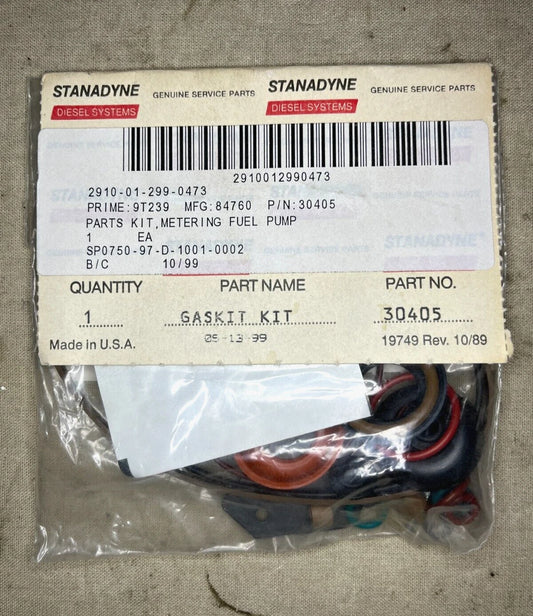 STANADYNE GENUINE SERVICE PARTS STANADYNE GENUINE SERVICE PARTS
DIESEL SYSTEMS DIESEL SYSTEMS
2910012990473
2910-01-299-0473
PRIME:9T239 MFG:84760 P/N:30405
PARTS KIT,METERING FUEL PUMP
1 EA
SP0750-97-D-1001-0002
B/C 10/99
QUANTITY PART NAME PART NO.
1 GASKIT KIT 30405
Made in U.S.A. 05-13-99 19749 Rev. 10/89